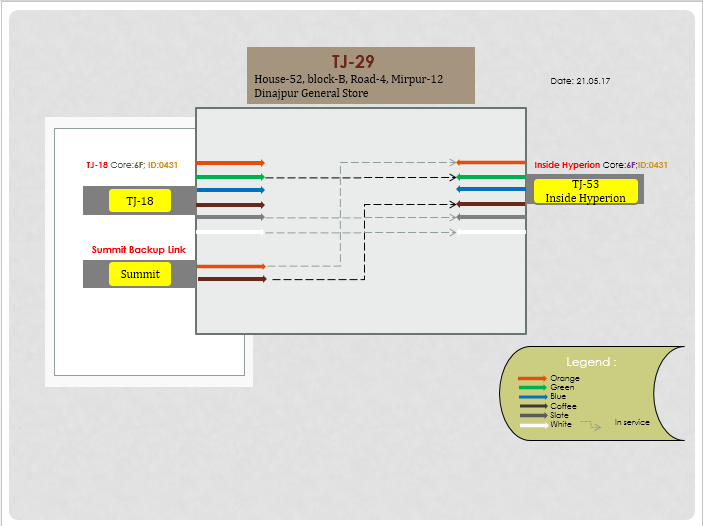 TJ-29
House-52, block-B, Road-4, Mirpur-12
Dinajpur General Store
Date: 21.05.17
TJ-18 Core:6F; ID:0431
Inside Hyperion Core:6F;ID:0431
TJ-18
TJ-53
Inside Hyperion
Summit Backup Link
Summit
Legend :
Orange
Green
Blue
Coffee
Slate
White
In service